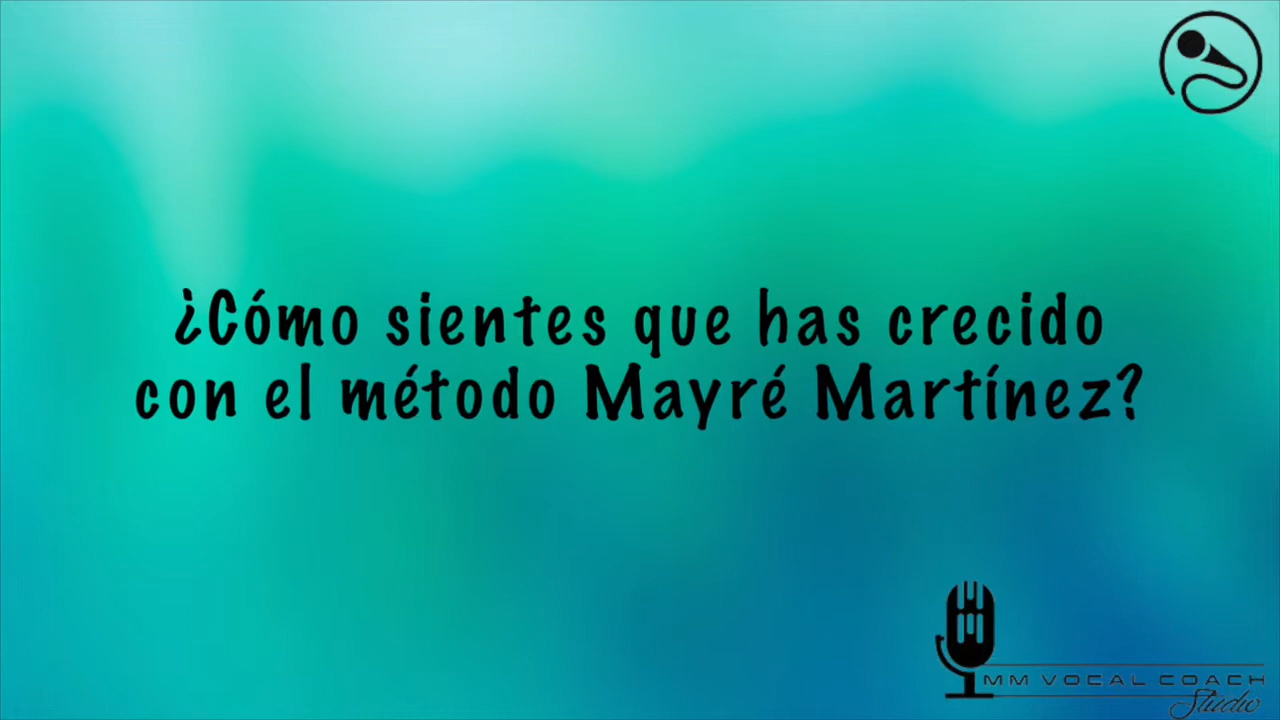 ¿Cómo sientes que has crecido
con el método Mayré Martínez?
MM VOCAL COACH
Studio